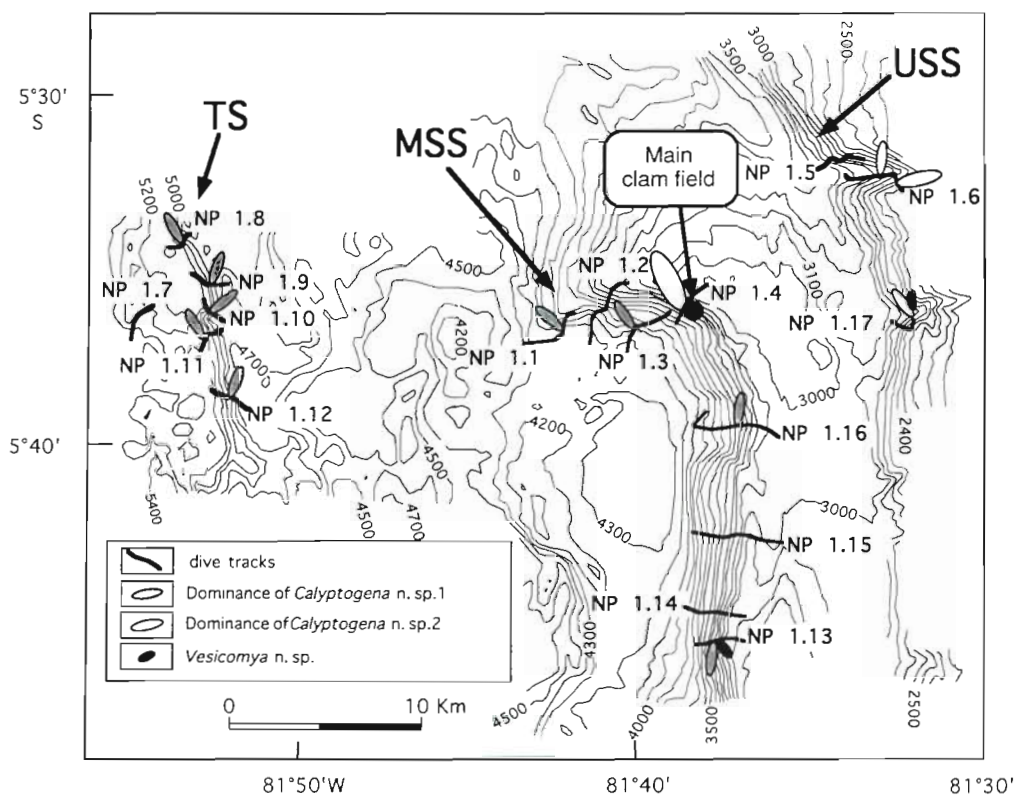 5°30'
S
5°40'
81°50'W
81°40'
81°30
TS
MSS
USS
Main
clam field
NP 1.8
NP 1.7
NP 1.9
NP 1.10
NP 1.11
NP 1.12
NP 1.1
NP 1.2
NP 1.3
NP 1.4
NP 1.5
NP 1.6
NP 1.17
NP 1.16
NP 1.15
NP 1.14
NP 1.13
5200
5000
4700
5400
4500
4700
4500
4500
4200
4200
4300
4300
4500
4000
3500
3500
3000
2500
3100
3000
3000
2400
2500
dive tracks
Dominance of Calyptogena n. sp.1
Dominance of Calyptogena n. sp.2
Vesicomya n. sp.
0
10 Km